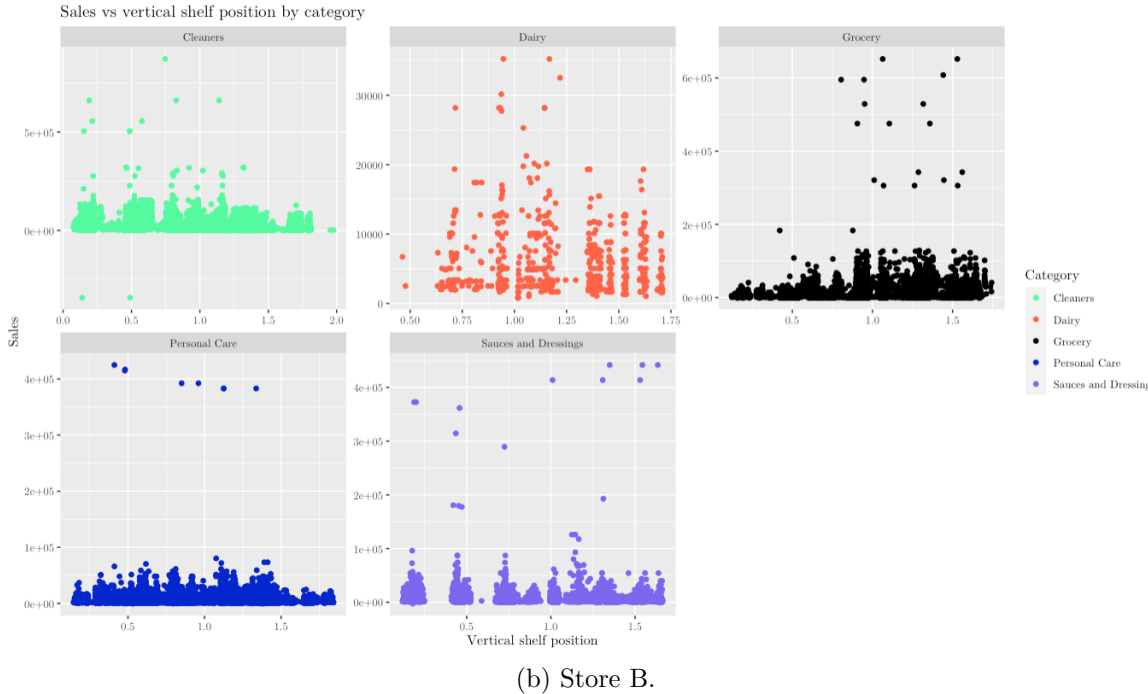 Sales vs vertical shelf position by category
Cleaners
Dairy
Grocery
5e+05
0e+00
30000
20000
10000
0
6e+05
4e+05
2e+05
0e+00
0.0 0.5 1.0 1.5 2.0
0.50 0.75 1.00 1.25 1.50 1.75
0.5 1.0 1.5
Sales
Personal Care
Sauces and Dressings
4e+05
3e+05
2e+05
1e+05
0e+00
4e+05
3e+05
2e+05
1e+05
0e+00
0.5 1.0 1.5
0.5 1.0 1.5
Vertical shelf position
Category
Cleaners
Dairy
Grocery
Personal Care
Sauces and Dressing
(b) Store B.